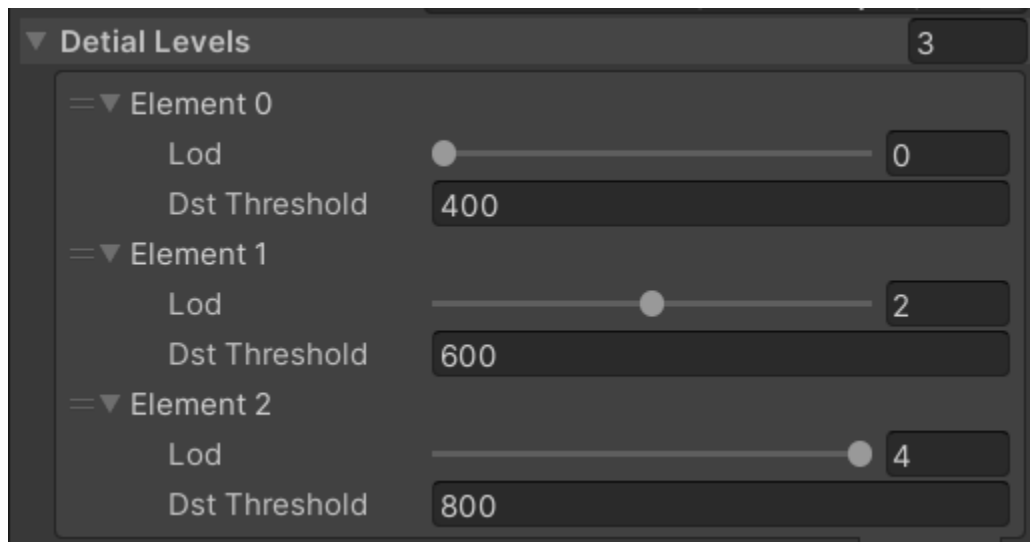 Detial Levels 3
Element 0
Lod 0
Dst Threshold 400
Element 1
Lod 2
Dst Threshold 600
Element 2
Lod 4
Dst Threshold 800